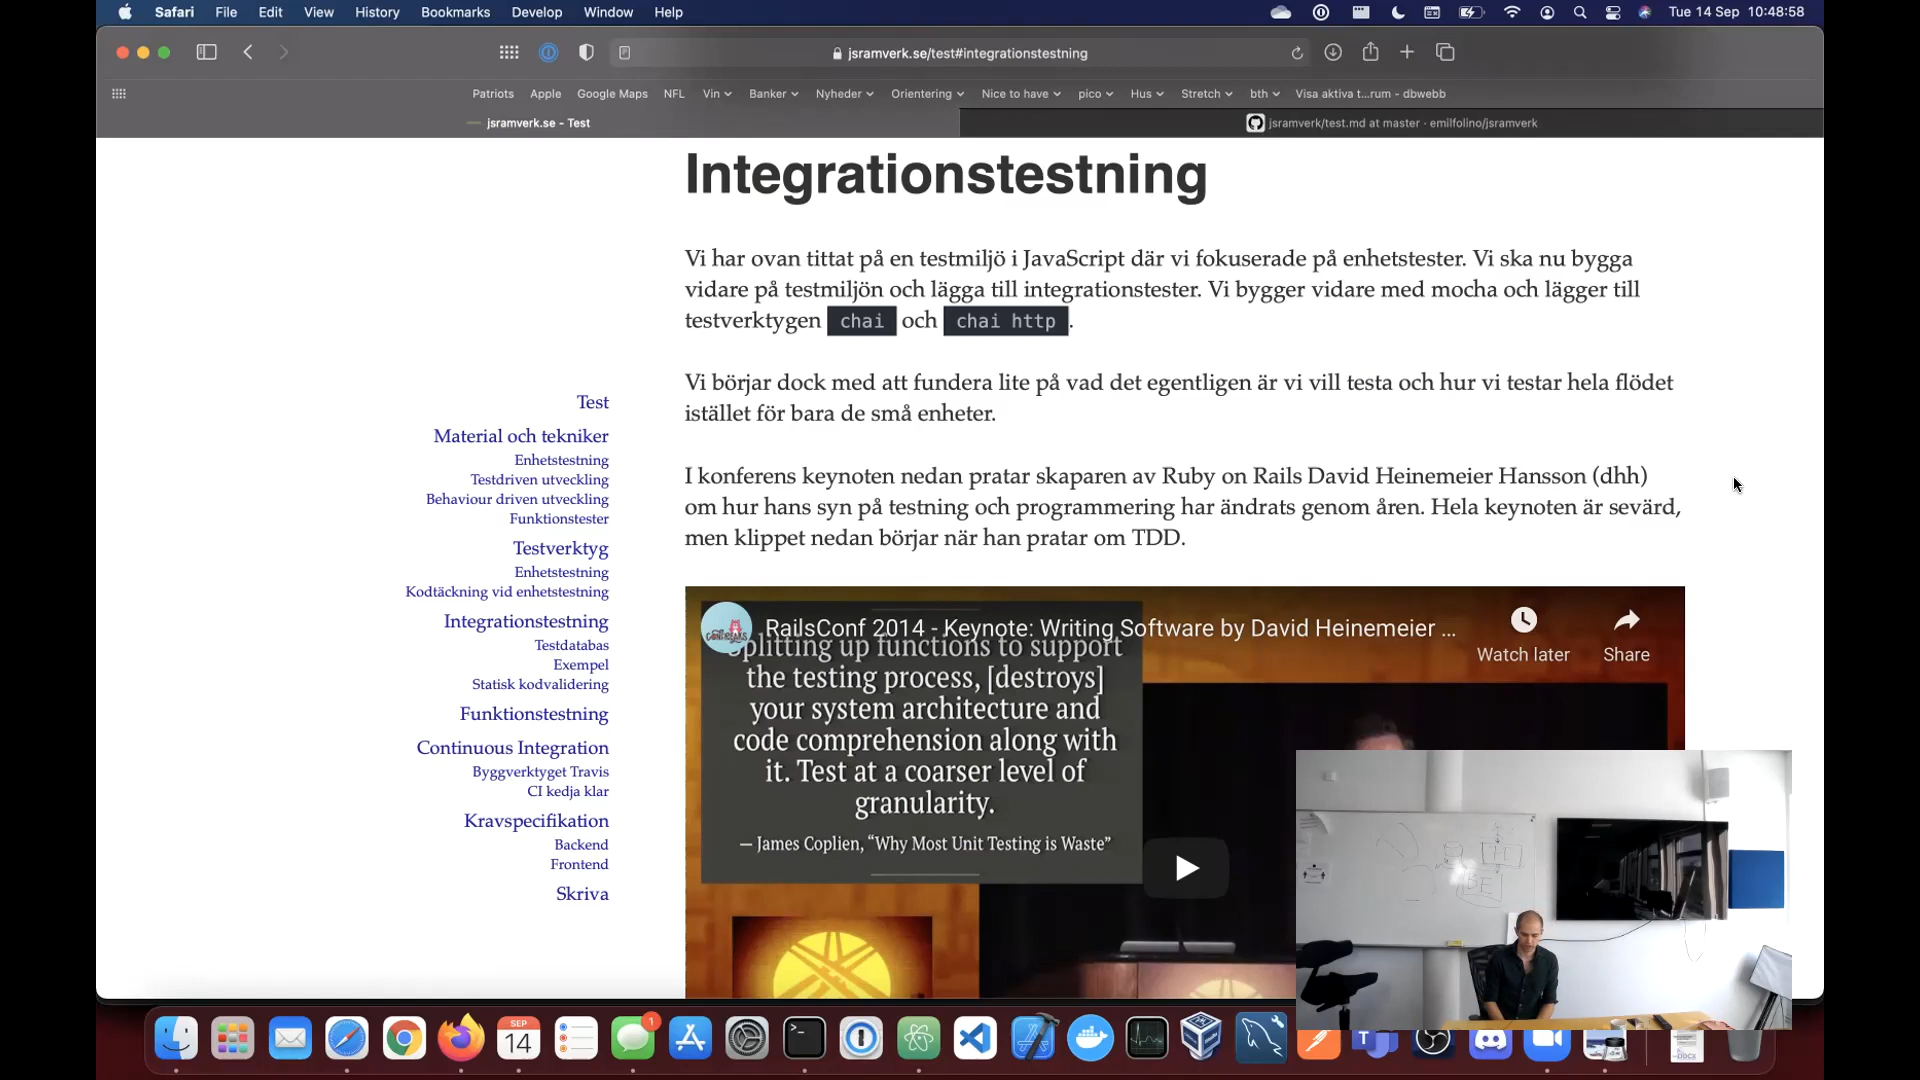 Safari File Edit View History Bookmarks Develop Window Help
Tue 14 Sep 10:48:58
jsramverk.se/test#integrationstestning
Patriots Apple Google Maps NFL Vin Banker Nyheder Orientering Nice to have pico Hus Stretch bth Visa aktiva t...rum - dbwebb
jsramverk.se - Test
jsramverk/test.md at master · emilfolino/jsramverk
Integrationstestning
Vi har ovan tittat på en testmiljö i JavaScript där vi fokuserade på enhetstester. Vi ska nu bygga
vidare på testmiljön och lägga till integrationstester. Vi bygger vidare med mocha och lägger till
testverktygen chai och chai http.
Vi börjar dock med att fundera lite på vad det egentligen är vi vill testa och hur vi testar hela flödet
istället för bara de små enheter.
I konferens keynoten nedan pratar skaparen av Ruby on Rails David Heinemeier Hansson (dhh)
om hur hans syn på testning och programmering har ändrats genom åren. Hela keynoten är sevärd,
men klippet nedan börjar när han pratar om TDD.
Test
Material och tekniker
Enhetstestning
Testdriven utveckling
Behaviour driven utveckling
Funktionstester
Testverktyg
Enhetstestning
Kodtäckning vid enhetstestning
Integrationstestning
Testdatabas
Exempel
Statisk kodvalidering
Funktionstestning
Continuous Integration
Byggverktyget Travis
CI kedja klar
Kravspecifikation
Backend
Frontend
Skriva
RailsConf 2014 - Keynote: Writing Software by David Heinemeier ...
Watch later
Share
Splitting up functions to support
the testing process, [destroys]
your system architecture and
code comprehension along with
it. Test at a coarser level of
granularity.
— James Coplien, “Why Most Unit Testing is Waste”
BE
SEP
14
1
DOCX